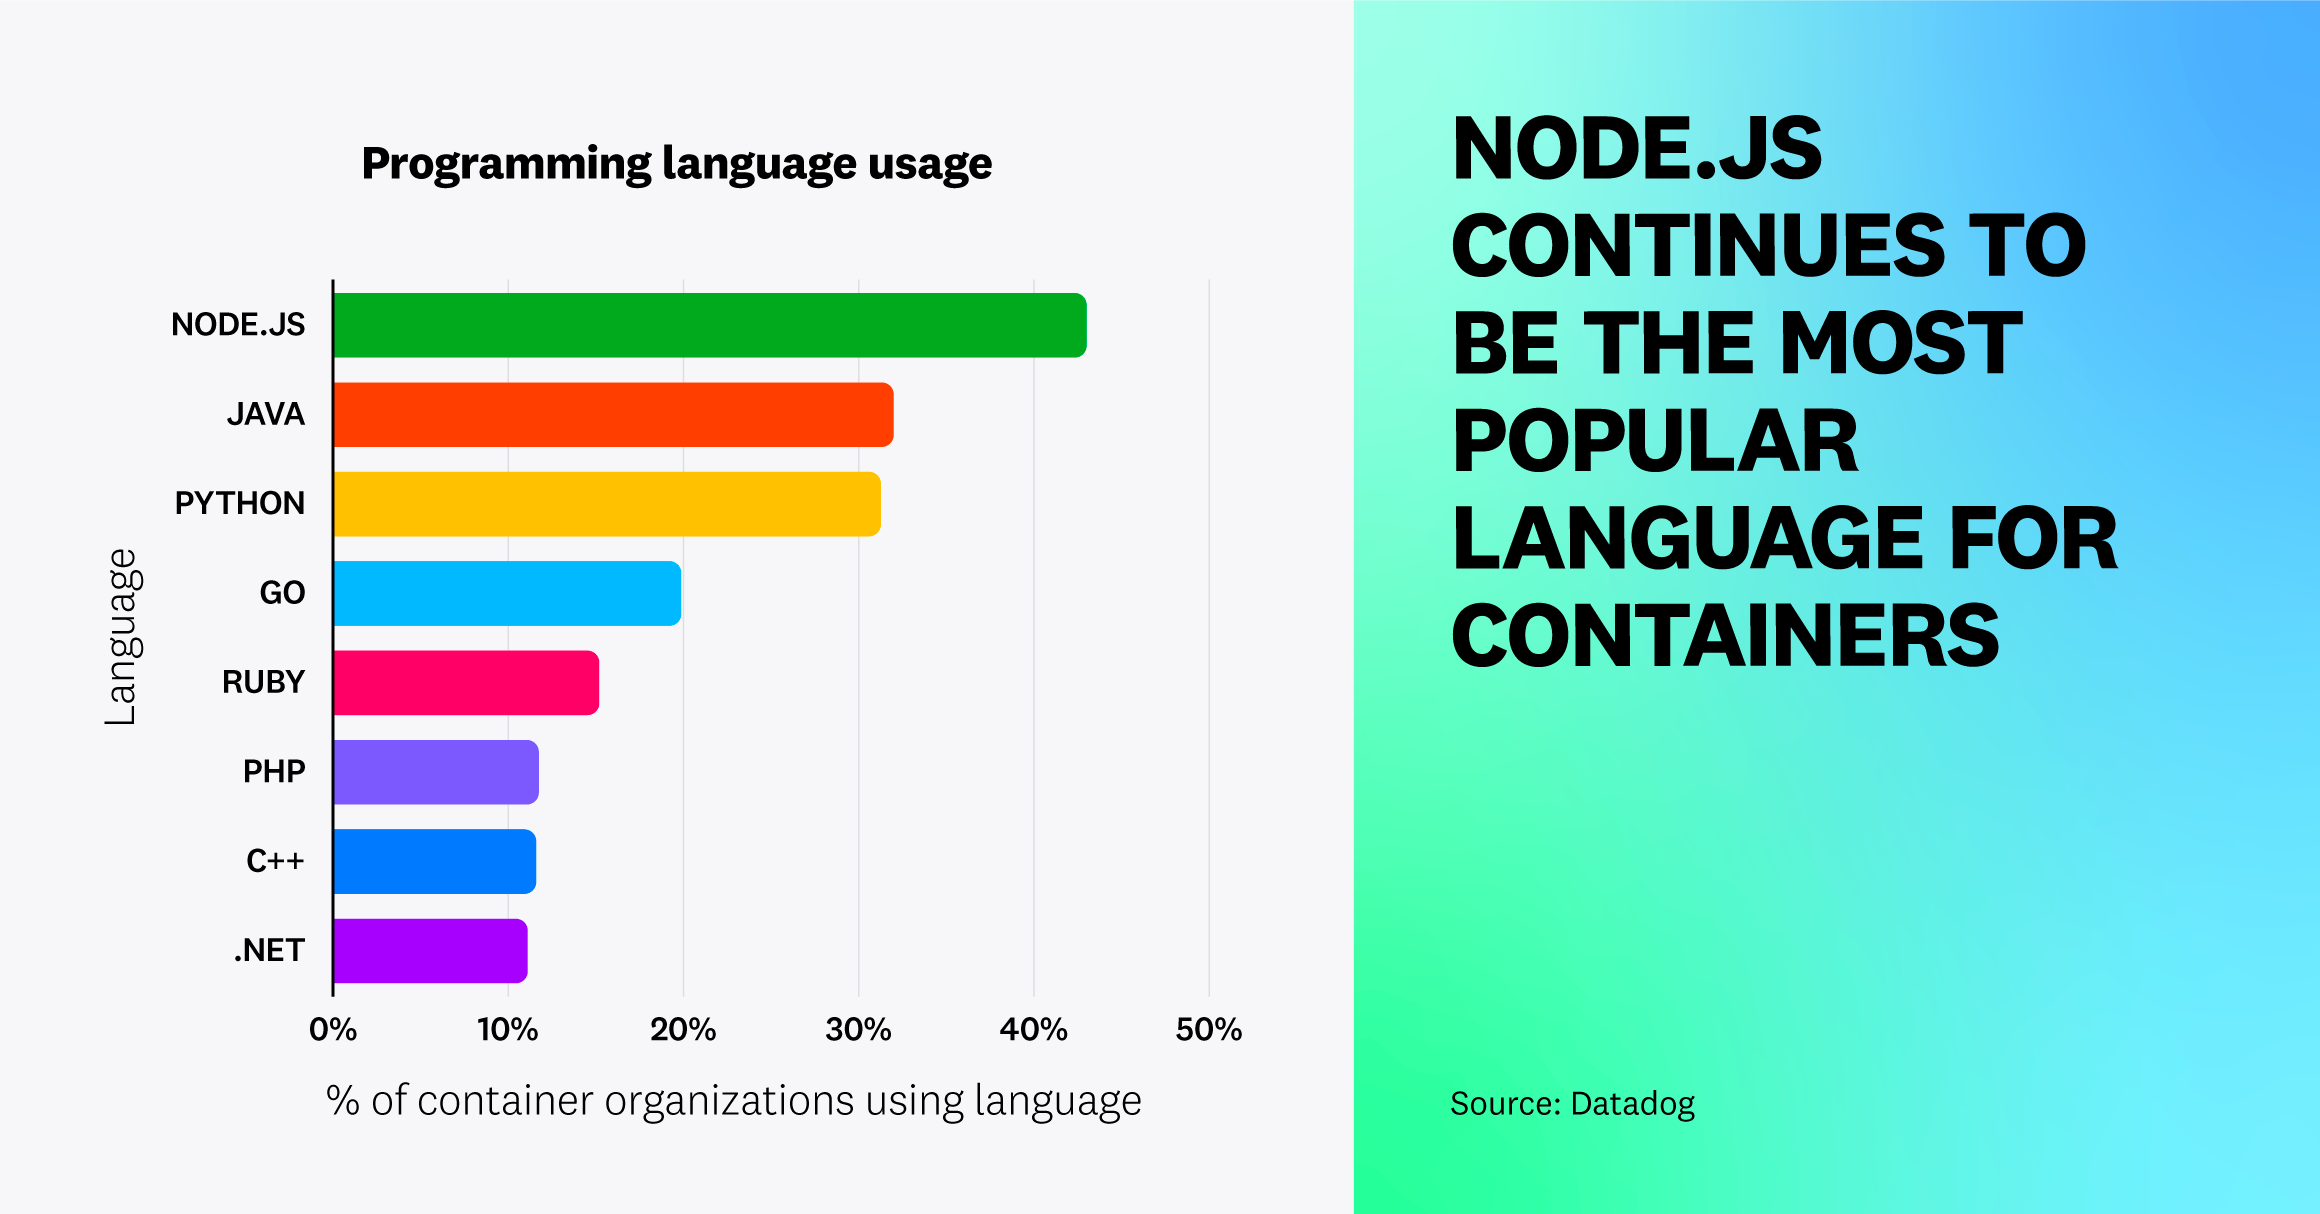 Programming language usage
NODE.JS
JAVA
PYTHON
GO
RUBY
PHP
C++
.NET
Language
0% 10% 20% 30% 40% 50%
% of container organizations using language
NODE.JS
CONTINUES TO
BE THE MOST
POPULAR
LANGUAGE FOR
CONTAINERS
Source: Datadog